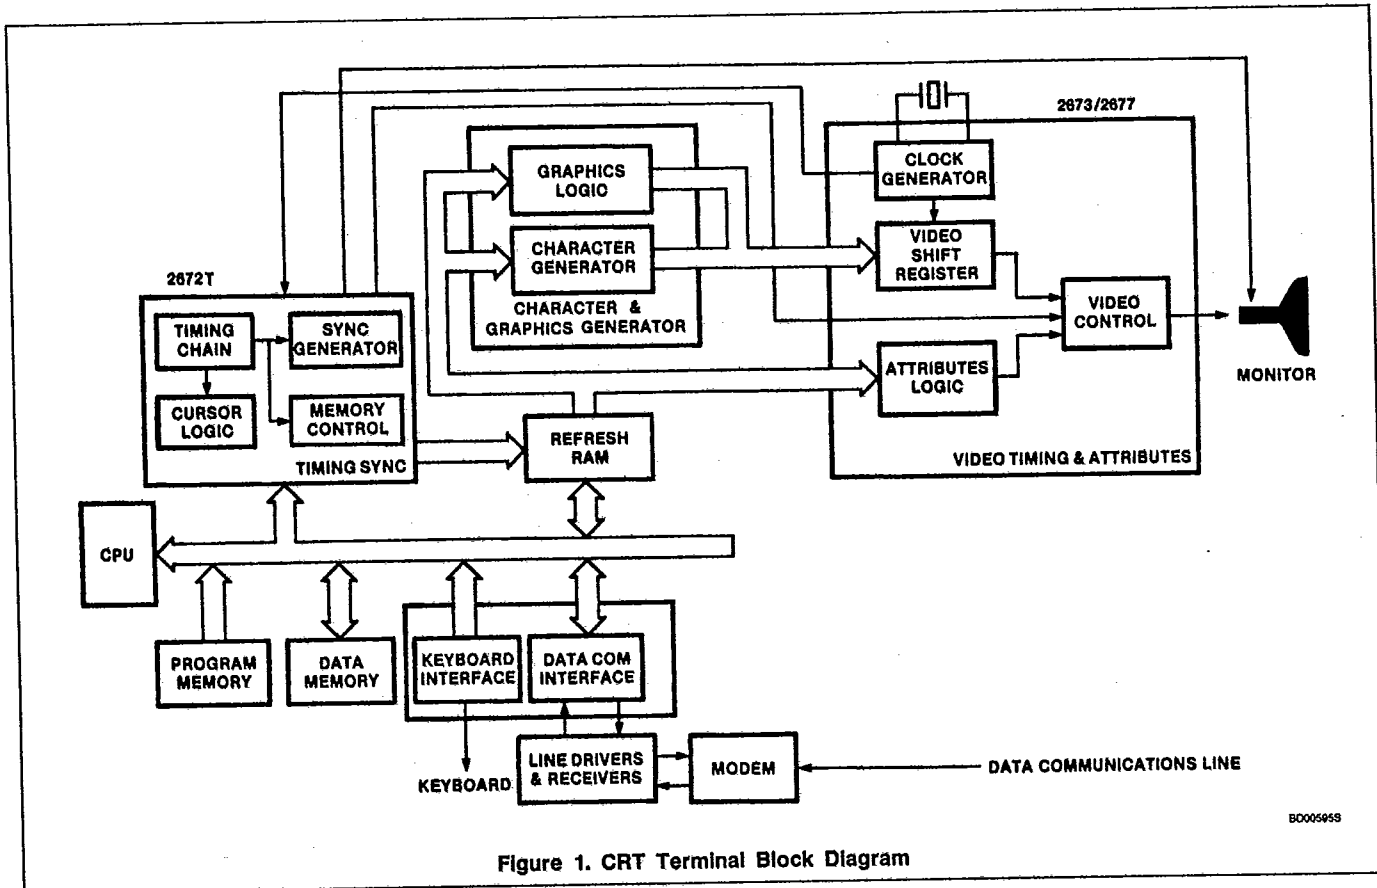 2673/2677
CLOCK
GENERATOR
GRAPHICS
LOGIC
CHARACTER
GENERATOR
VIDEO
SHIFT
REGISTER
CHARACTER &
GRAPHICS GENERATOR
2672T
TIMING
CHAIN
SYNC
GENERATOR
VIDEO
CONTROL
MONITOR
ATTRIBUTES
LOGIC
CURSOR
LOGIC
MEMORY
CONTROL
TIMING SYNC
REFRESH
RAM
VIDEO TIMING & ATTRIBUTES
CPU
PROGRAM
MEMORY
DATA
MEMORY
KEYBOARD
INTERFACE
DATA COM
INTERFACE
KEYBOARD
LINE DRIVERS
& RECEIVERS
MODEM
DATA COMMUNICATIONS LINE
BD00595S
Figure 1. CRT Terminal Block Diagram